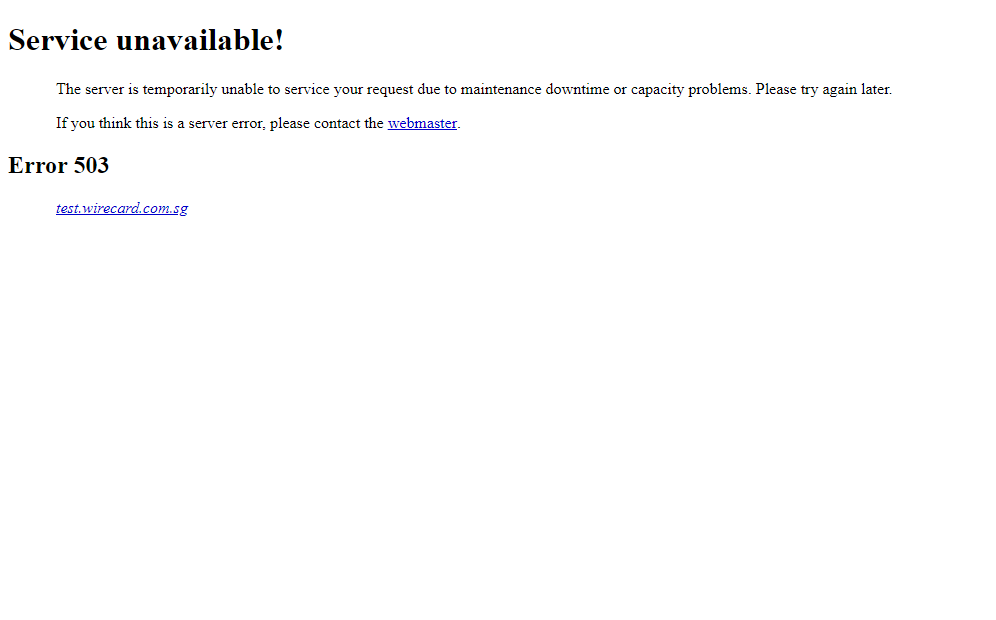 Service unavailable!
The server is temporarily unable to service your request due to maintenance downtime or capacity problems. Please try again later.
If you think this is a server error, please contact the webmaster.
Error 503
test.wirecard.com.sg